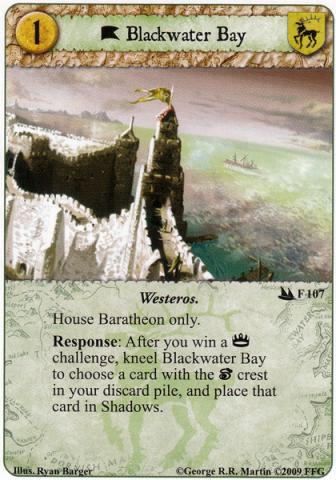 1
Blackwater Bay
Westeros.
F107
House Baratheon only.
Response: After you win a
challenge, kneel Blackwater Bay
to choose a card with the crest
in your discard pile, and place that
card in Shadows.
Illus. Ryan Barger
©George R.R. Martin ©2009 FFG